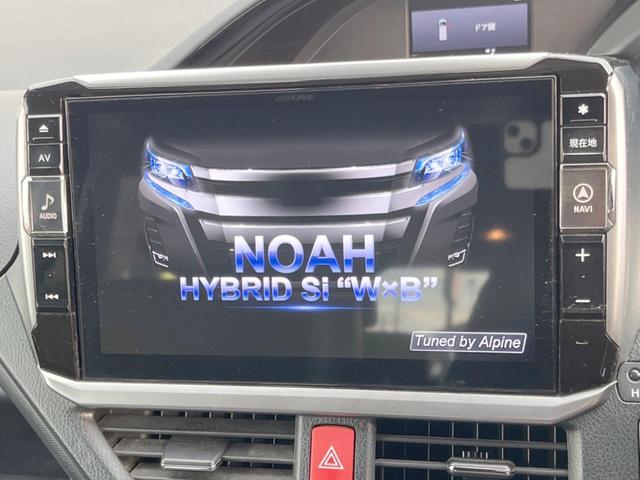 ドア開
ALPINE
AV
AUDIO
現在地
NAVI
NOAH
HYBRID Si “W×B”
Tuned by Alpine
H